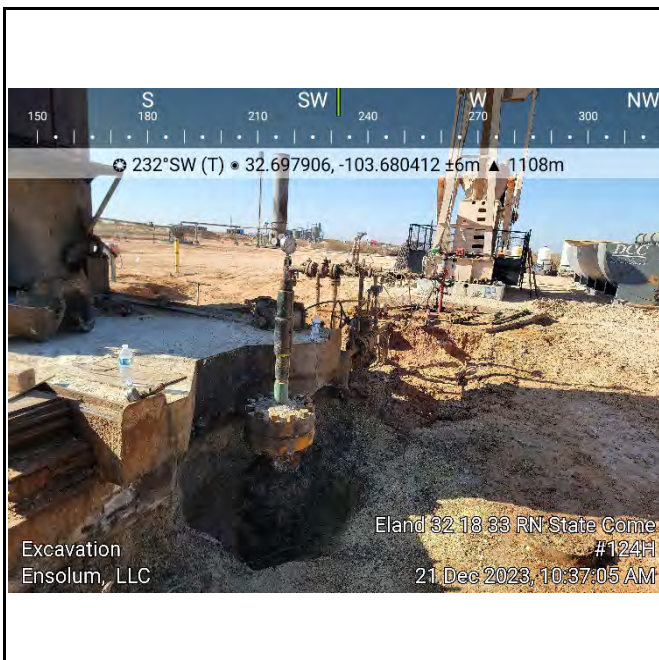 S SW W NW
150 180 210 240 270 300
232°SW (T) 32.697906, -103.680412 ±6m ▲ 1108m
DCC
Eland 32 18 33 RN State Come
Excavation #124H
Ensolum, LLC 21 Dec 2023, 10:37:05 AM